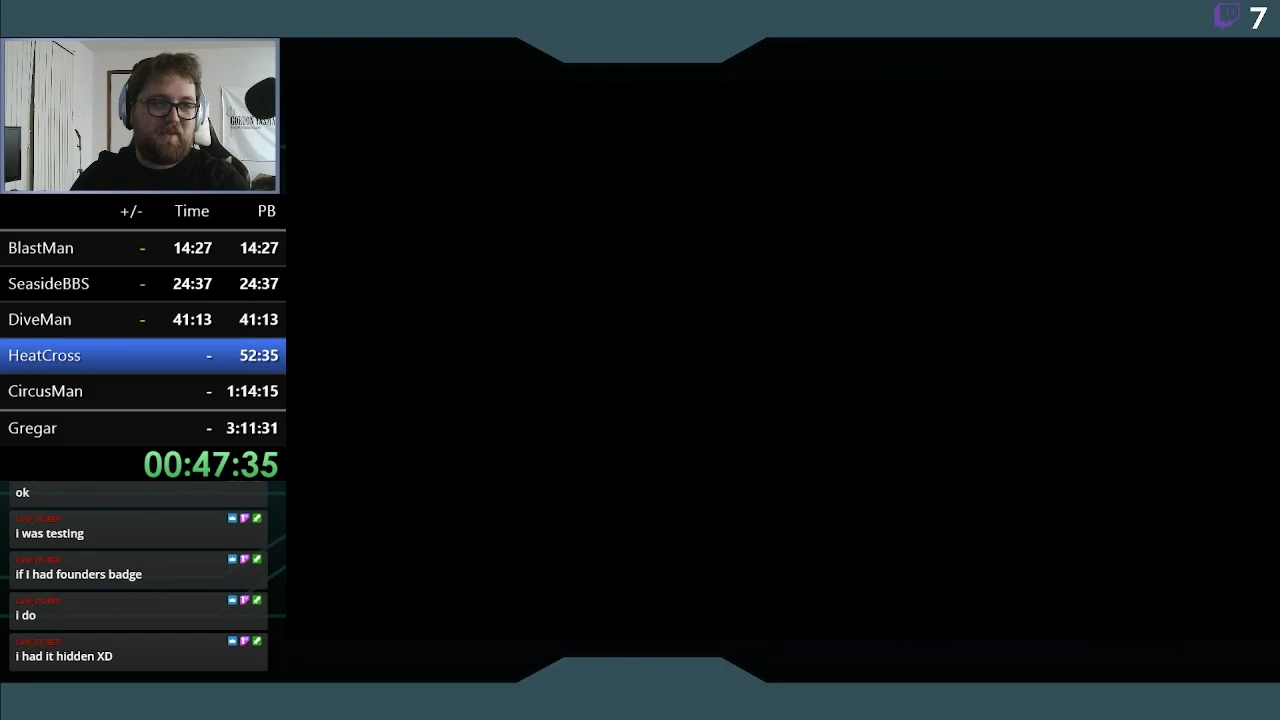 7
GORDON
+/- Time PB
BlastMan - 14:27 14:27
SeasideBBS - 24:37 24:37
DiveMan - 41:13 41:13
HeatCross - 52:35
CircusMan - 1:14:15
Gregar - 3:11:31
00:47:35
ok
i was testing
if I had founders badge
i do
i had it hidden XD